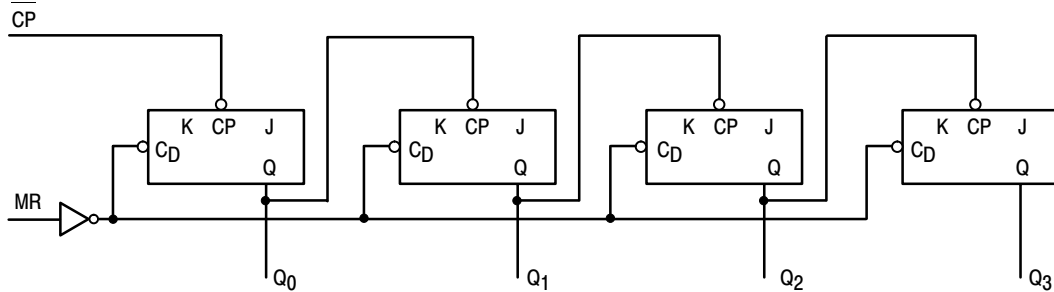 CP
K CP J K CP J K CP J K CP J
CD CD CD CD
Q Q Q Q
MR
Q0 Q1 Q2 Q3